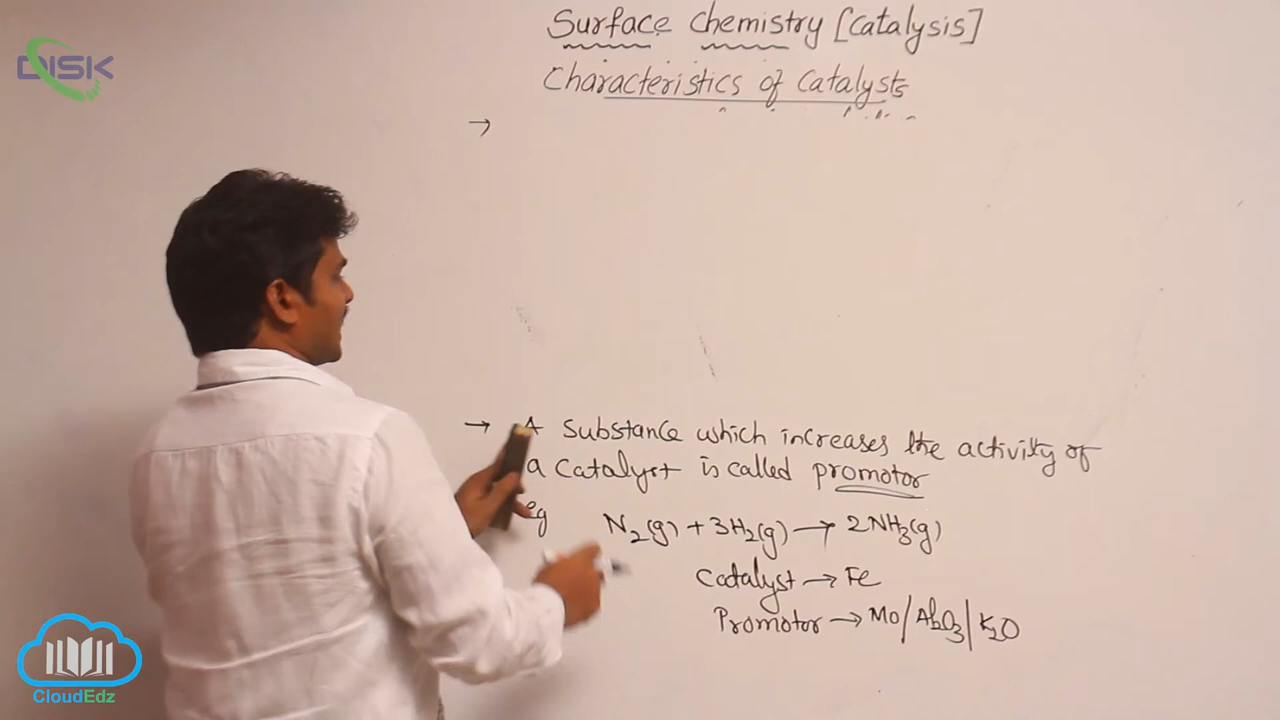 DISK
Surface Chemistry [Catalysis]
Characteristics of Catalysts
→
→ A substance which increases the activity of
a Catalyst is called promotor
eg N2(g) + 3H2(g) → 2NH3(g)
Catalyst → Fe
Promotor → Mo/Al2O3/K2O
CloudEdz